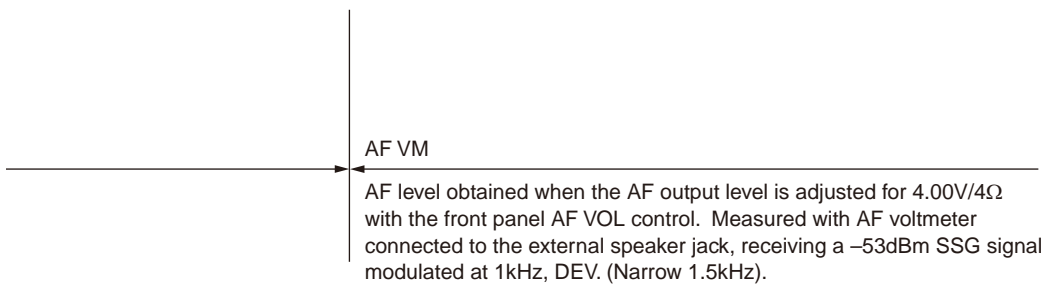 AF VM
AF level obtained when the AF output level is adjusted for 4.00V/4Ω
with the front panel AF VOL control.  Measured with AF voltmeter
connected to the external speaker jack, receiving a –53dBm SSG signal
modulated at 1kHz, DEV. (Narrow 1.5kHz).